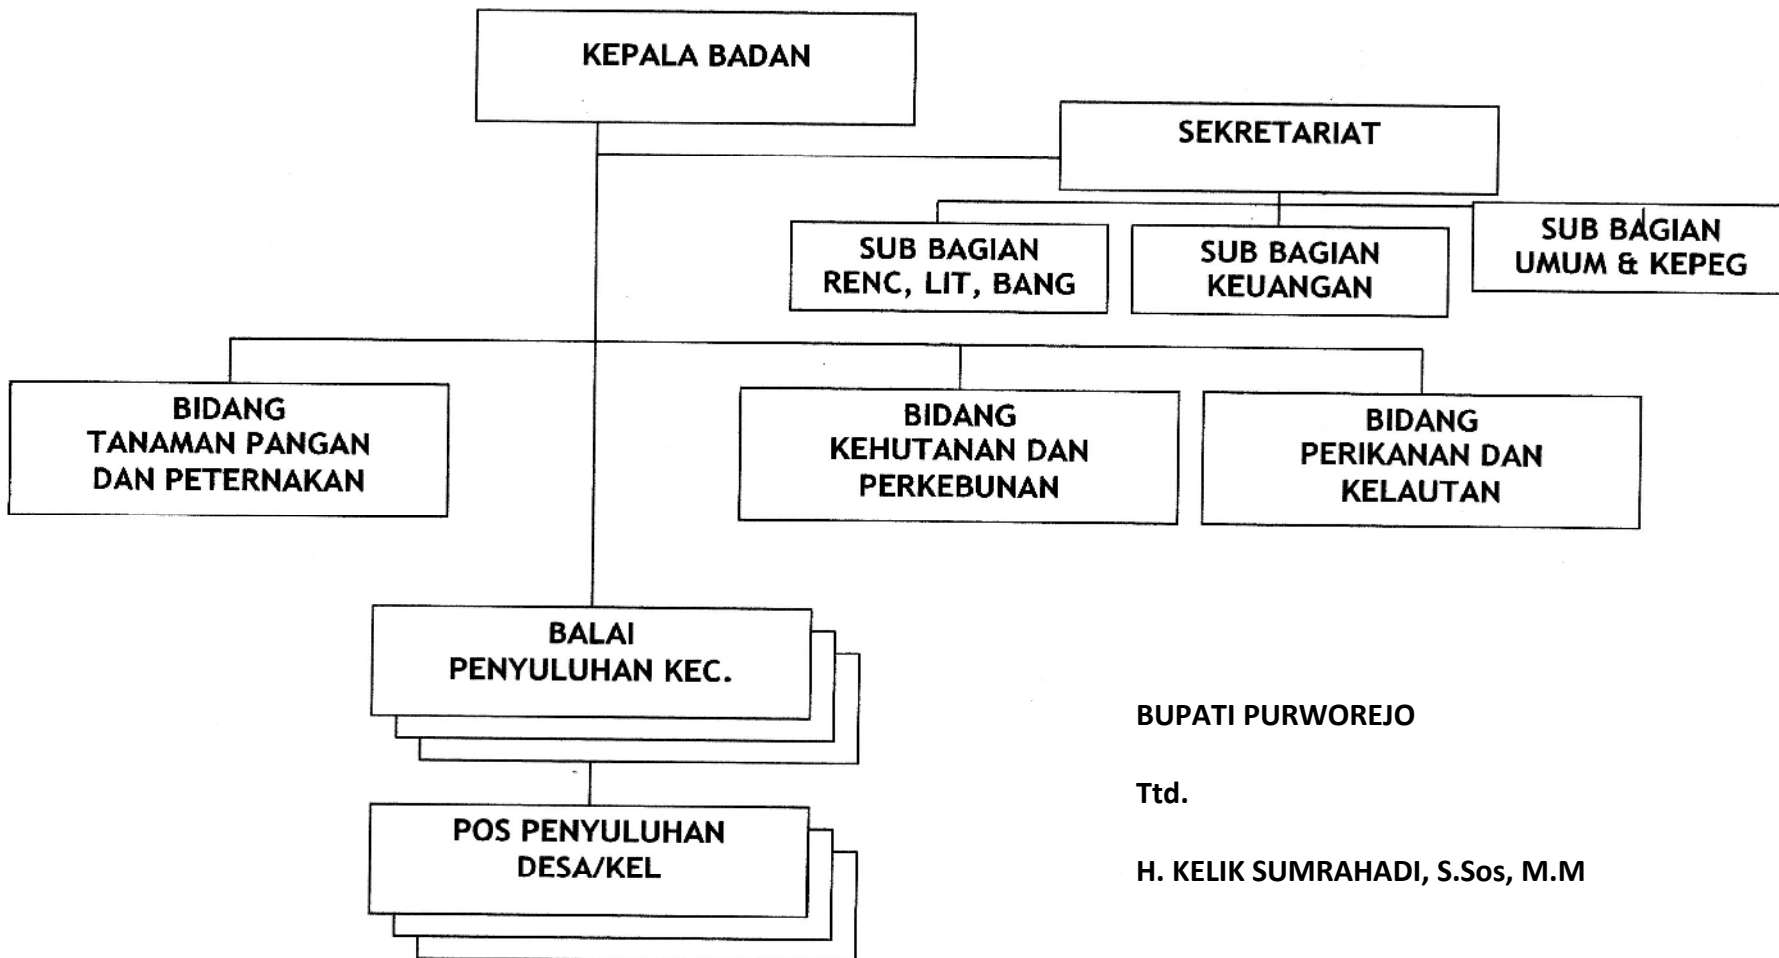 KEPALA BADAN
SEKRETARIAT
SUB BAGIAN
RENC, LIT, BANG
SUB BAGIAN
KEUANGAN
SUB BAGIAN
UMUM & KEPEG
BIDANG
TANAMAN PANGAN
DAN PETERNAKAN
BIDANG
KEHUTANAN DAN
PERKEBUNAN
BIDANG
PERIKANAN DAN
KELAUTAN
BALAI
PENYULUHAN KEC.
POS PENYULUHAN
DESA/KEL
BUPATI PURWOREJO
Ttd.
H. KELIK SUMRAHADI, S.Sos, M.M